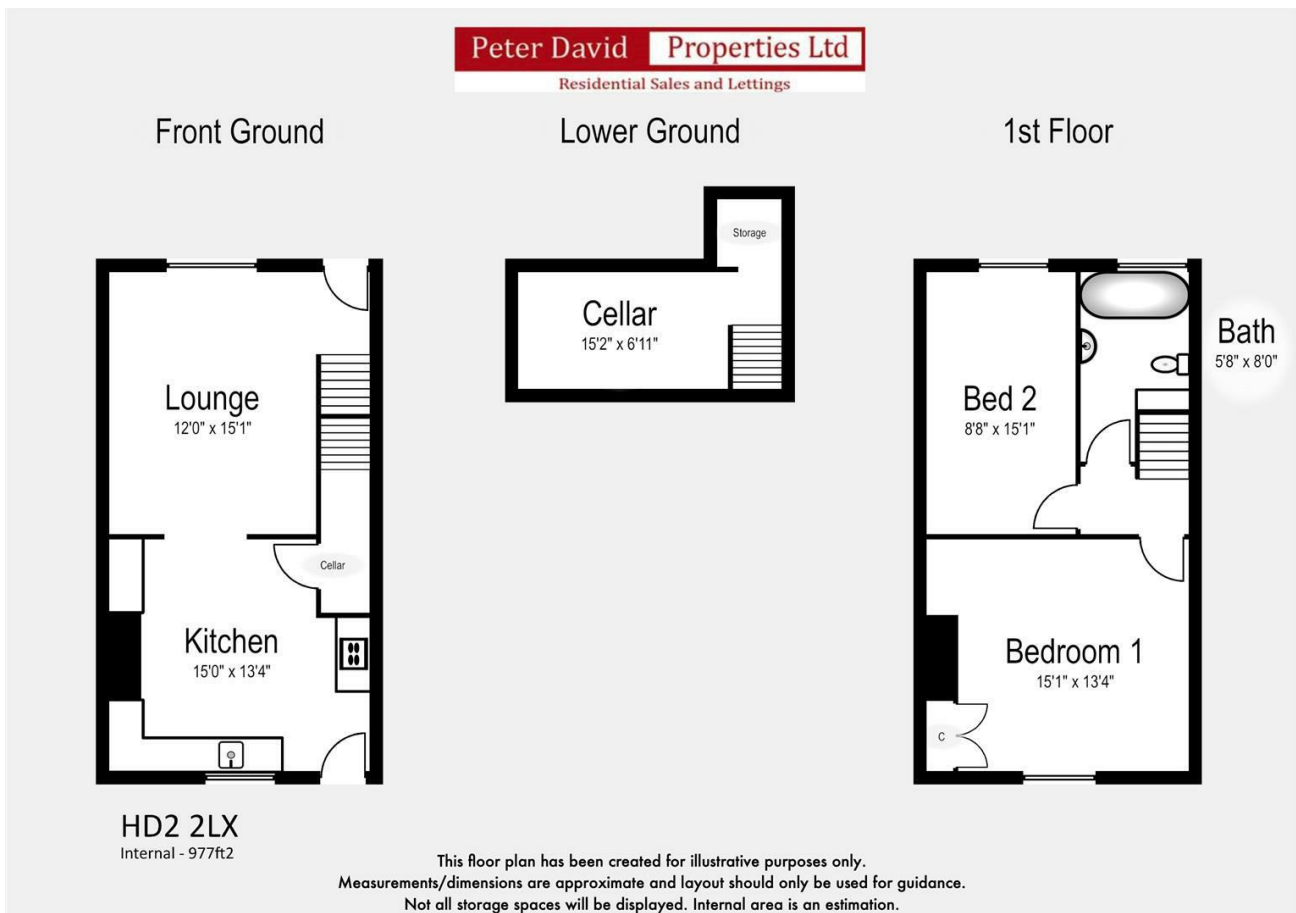 Peter David Properties Ltd
Residential Sales and Lettings
Front Ground
Lower Ground
1st Floor
Storage
Cellar
15'2" x 6'11"
Lounge
12'0" x 15'1"
Cellar
Kitchen
15'0" x 13'4"
Bath
5'8" x 8'0"
Bed 2
8'8" x 15'1"
Bedroom 1
15'1" x 13'4"
C
HD2 2LX
Internal - 977ft2
This floor plan has been created for illustrative purposes only.
Measurements/dimensions are approximate and layout should only be used for guidance.
Not all storage spaces will be displayed. Internal area is an estimation.